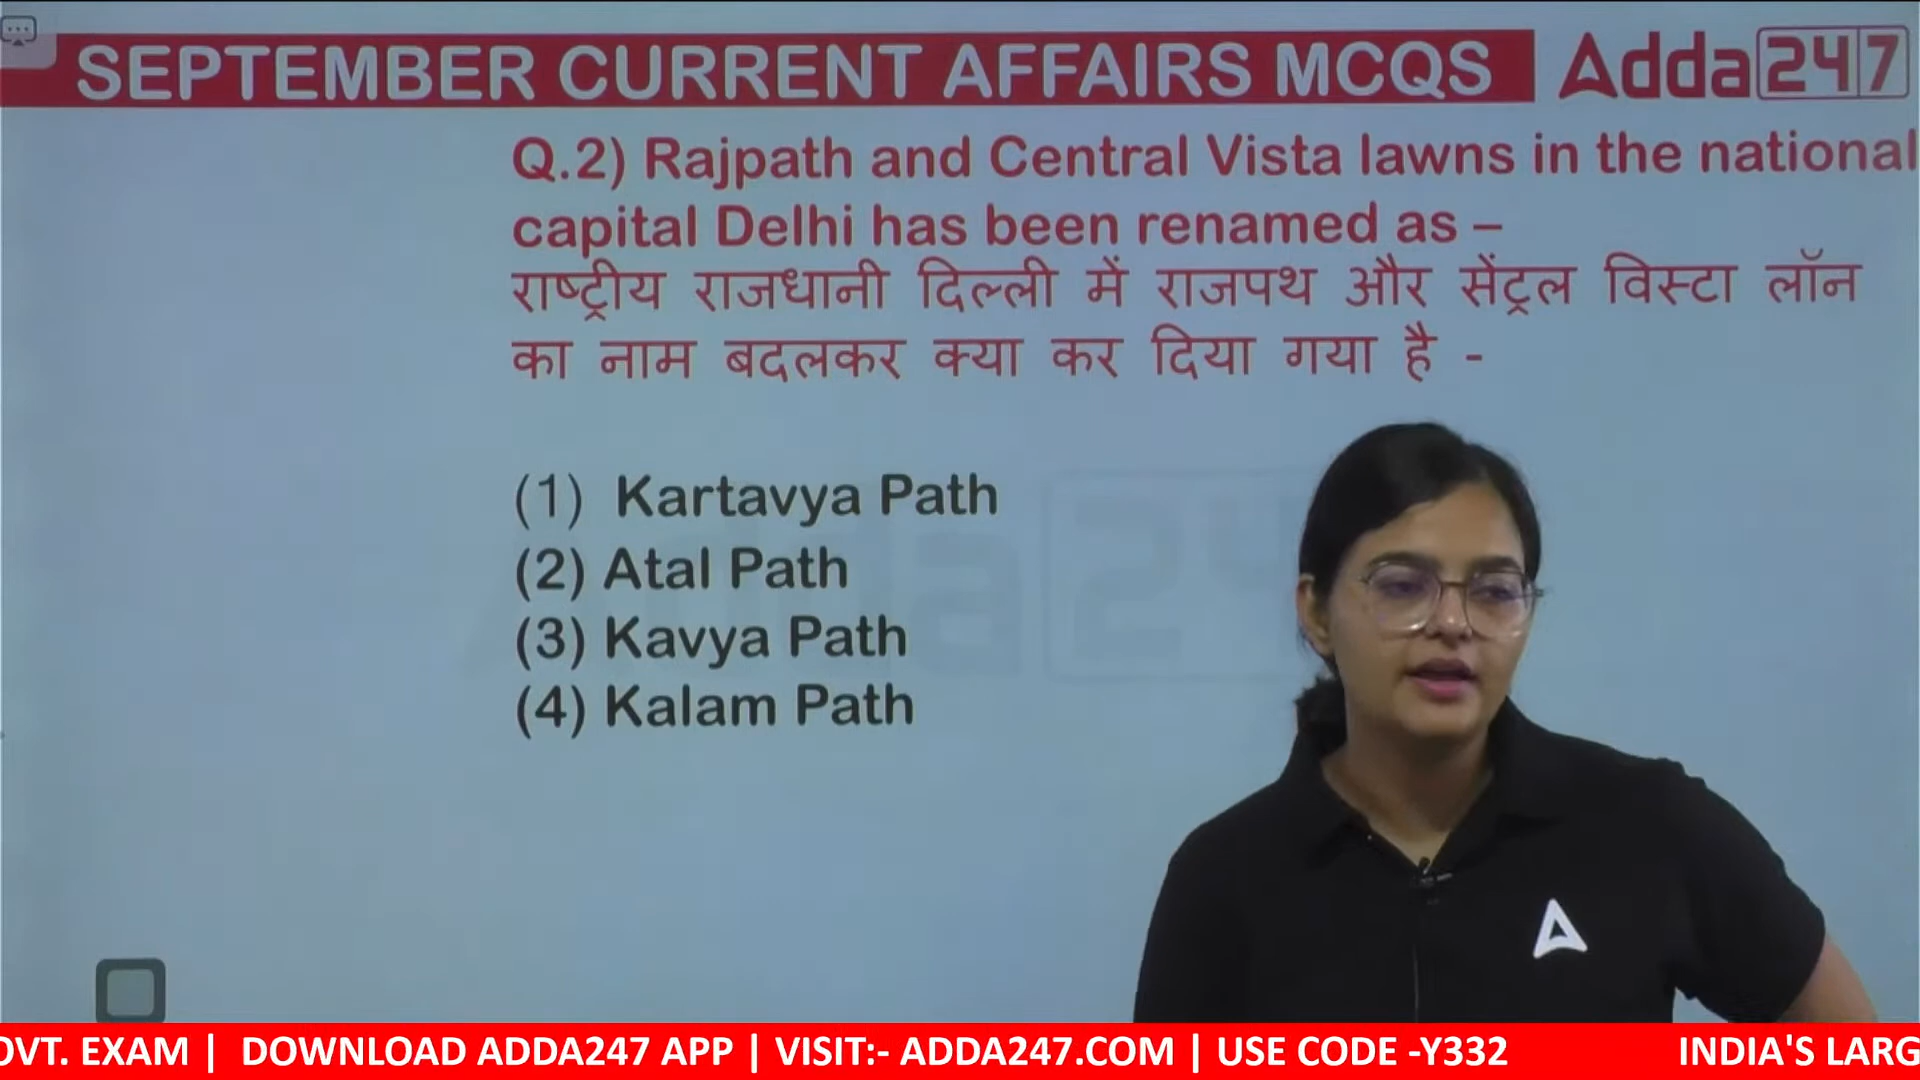 SEPTEMBER CURRENT AFFAIRS MCQS
Adda247
Q.2) Rajpath and Central Vista lawns in the national
capital Delhi has been renamed as –
राष्ट्रीय राजधानी दिल्ली में राजपथ और सेंट्रल विस्टा लॉन
का नाम बदलकर क्या कर दिया गया है -
(1) Kartavya Path
(2) Atal Path
(3) Kavya Path
(4) Kalam Path
OVT. EXAM | DOWNLOAD ADDA247 APP | VISIT:- ADDA247.COM | USE CODE -Y332 INDIA'S LARG